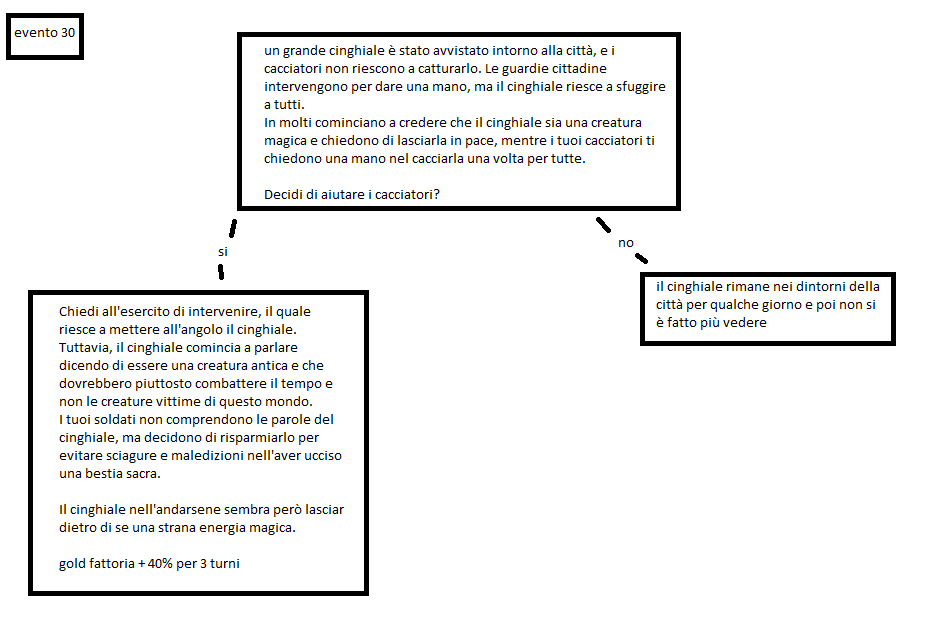 evento 30
un grande cinghiale è stato avvistato intorno alla città, e i
cacciatori non riescono a catturarlo. Le guardie cittadine
intervengono per dare una mano, ma il cinghiale riesce a sfuggire
a tutti.
In molti cominciano a credere che il cinghiale sia una creatura
magica e chiedono di lasciarla in pace, mentre i tuoi cacciatori ti
chiedono una mano nel cacciarla una volta per tutte.
Decidi di aiutare i cacciatori?
si
no
il cinghiale rimane nei dintorni della
città per qualche giorno e poi non si
è fatto più vedere
Chiedi all'esercito di intervenire, il quale
riesce a mettere all'angolo il cinghiale.
Tuttavia, il cinghiale comincia a parlare
dicendo di essere una creatura antica e che
dovrebbero piuttosto combattere il tempo e
non le creature vittime di questo mondo.
I tuoi soldati non comprendono le parole del
cinghiale, ma decidono di risparmiarlo per
evitare sciagure e maledizioni nell'aver ucciso
una bestia sacra.
Il cinghiale nell'andarsene sembra però lasciar
dietro di se una strana energia magica.
gold fattoria + 40% per 3 turni